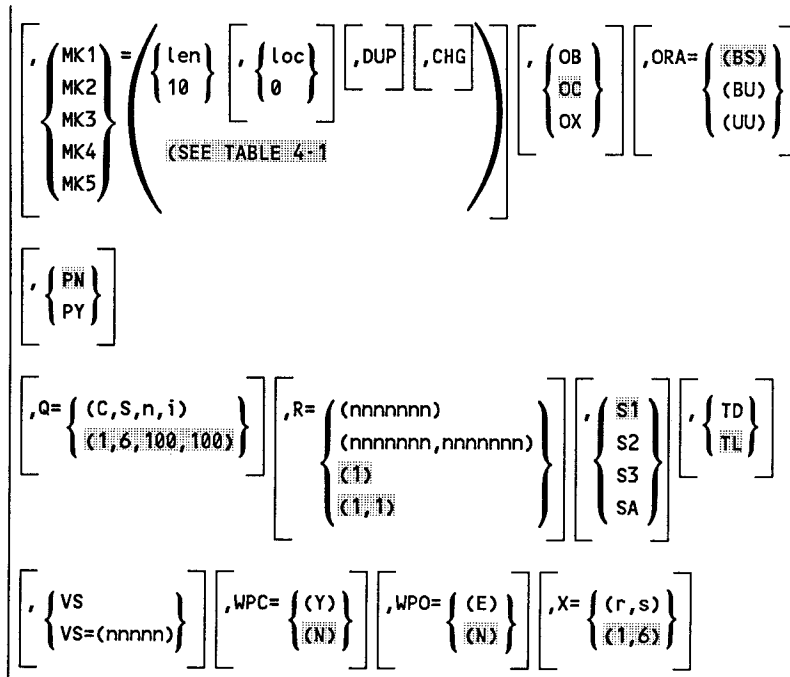 , MK1 = ( len , loc ,DUP ,CHG ) , OB ,ORA= (BS)
MK2 10 0 OC (BU)
MK3 OX (UU)
MK4 (SEE TABLE 4-1
MK5
, PN
PY
,Q= (C,S,n,i) ,R= (nnnnnnn) , S1 , TD
(1,6,100,100) (nnnnnnn,nnnnnnn) S2 TL
(1) S3
(1,1) SA
, VS ,WPC= (Y) ,WPO= (E) ,X= (r,s)
VS=(nnnnn) (N) (N) (1,6)